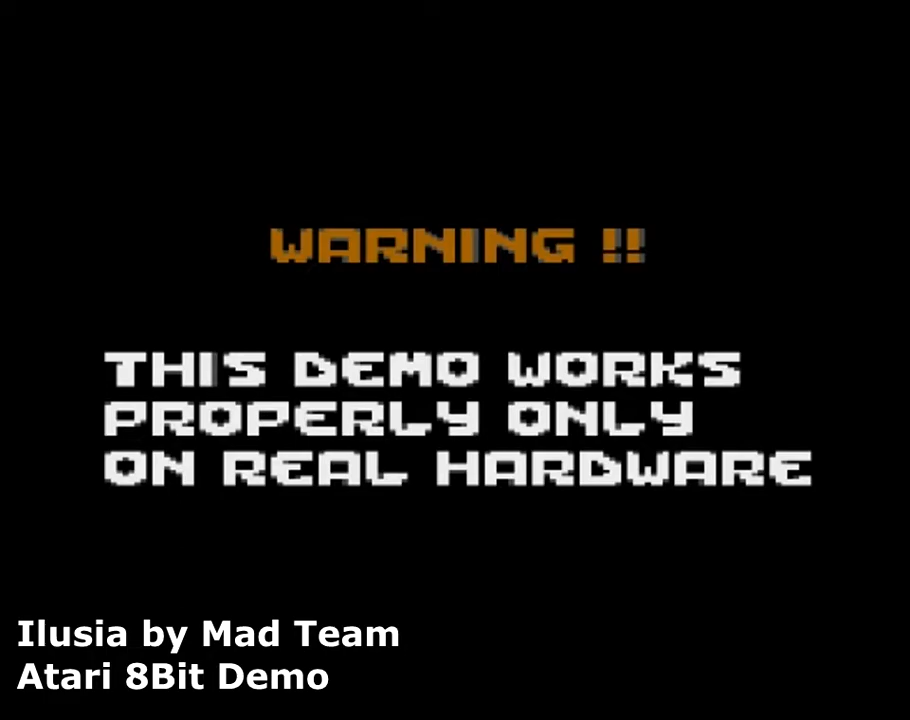 WARNING !!
THIS DEMO WORKS
PROPERLY ONLY
ON REAL HARDWARE
Ilusia by Mad Team
Atari 8Bit Demo